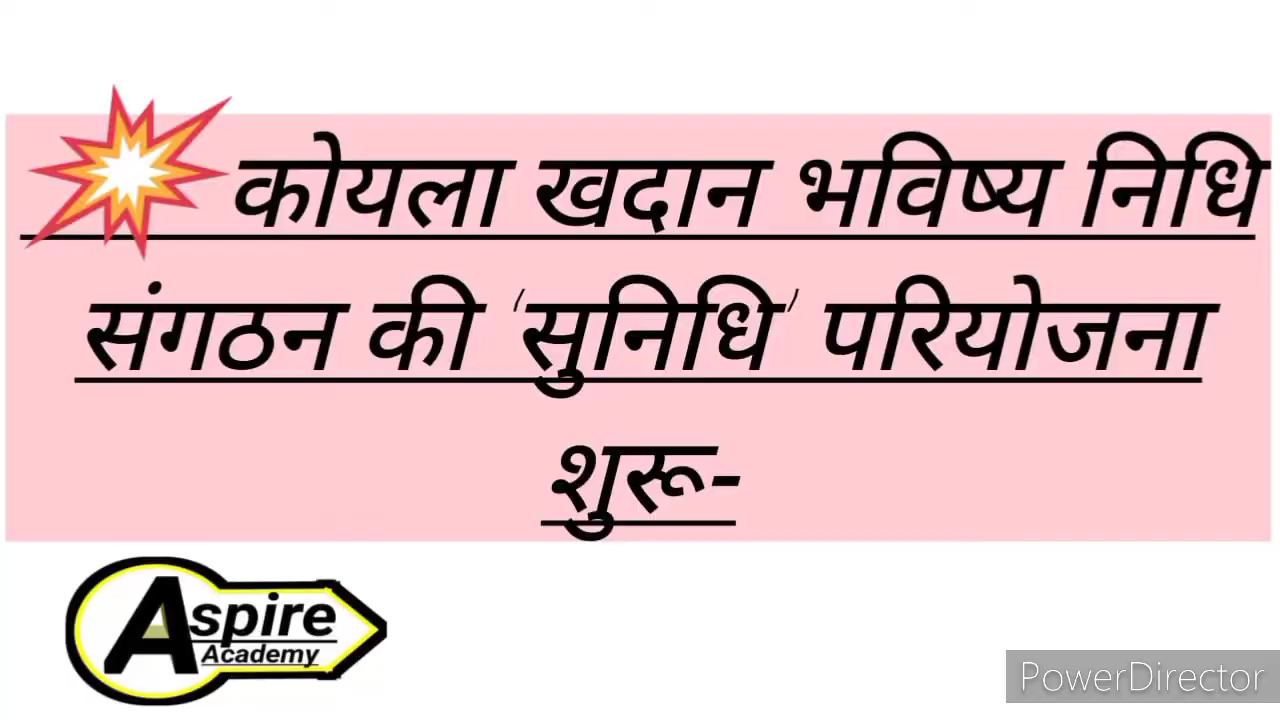 कोयला खदान भविष्य निधि
संगठन की 'सुनिधि' परियोजना
शुरू-
Aspire
Academy
PowerDirector